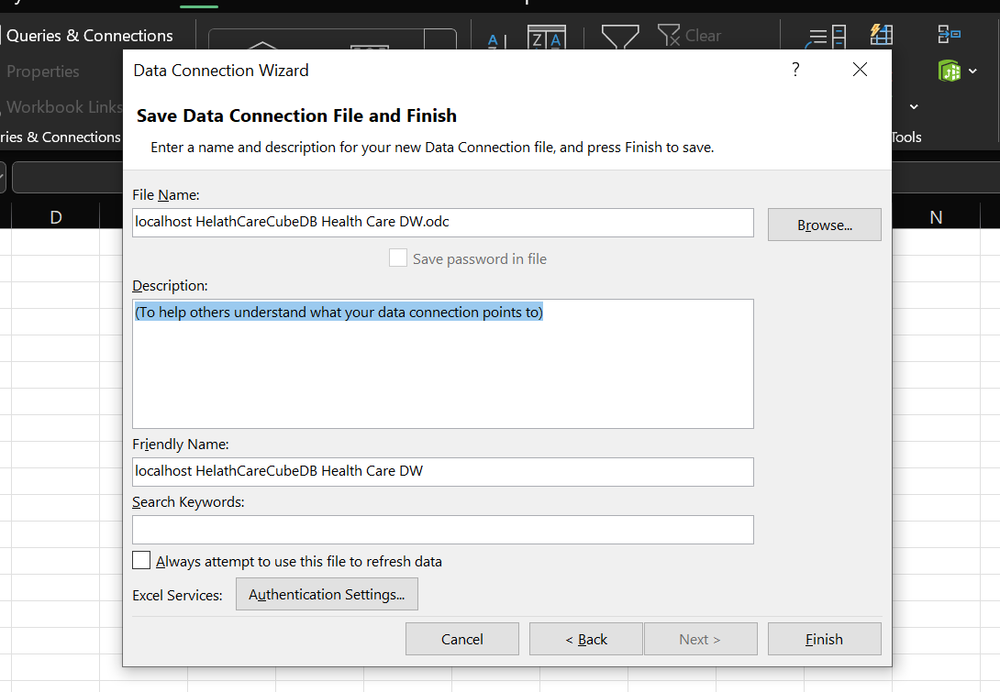 Queries & Connections
Clear
Properties
Workbook Links
ries & Connections
Tools
Data Connection Wizard
?
Save Data Connection File and Finish
Enter a name and description for your new Data Connection file, and press Finish to save.
D
N
File Name:
localhost HelathCareCubeDB Health Care DW.odc
Browse...
Save password in file
Description:
(To help others understand what your data connection points to)
Friendly Name:
localhost HelathCareCubeDB Health Care DW
Search Keywords:
Always attempt to use this file to refresh data
Excel Services:
Authentication Settings...
Cancel
< Back
Next >
Finish